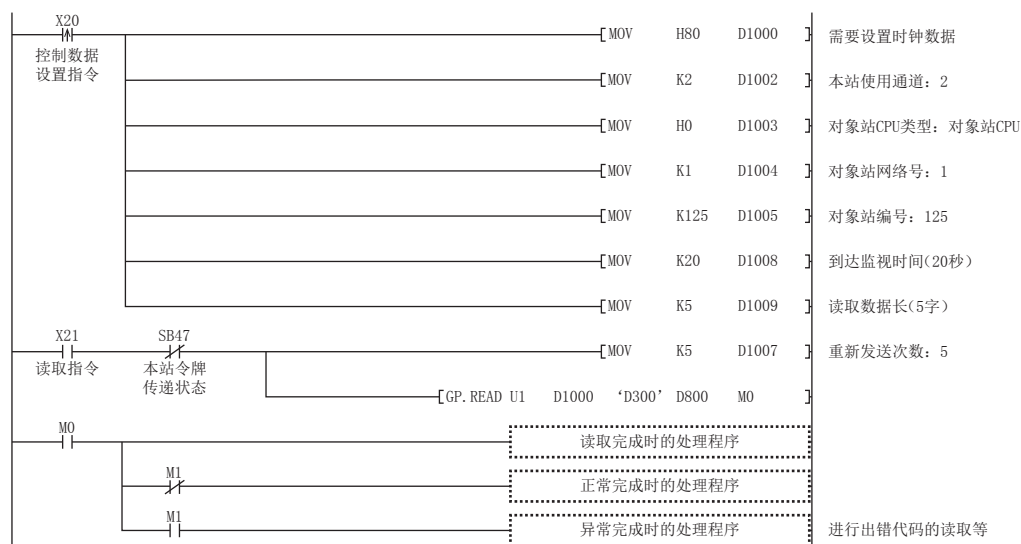 X20
控制数据
设置指令
MOV H80 D1000 需要设置时钟数据
MOV K2 D1002 本站使用通道：2
MOV H0 D1003 对象站CPU类型：对象站CPU
MOV K1 D1004 对象站网络号：1
MOV K125 D1005 对象站编号：125
MOV K20 D1008 到达监视时间(20秒)
MOV K5 D1009 读取数据长(5字)
X21 SB47
读取指令 本站令牌
传递状态
MOV K5 D1007 重新发送次数：5
GP.READ U1 D1000 ‘D300’ D800 M0
M0 读取完成时的处理程序
M1 正常完成时的处理程序
M1 异常完成时的处理程序 进行出错代码的读取等